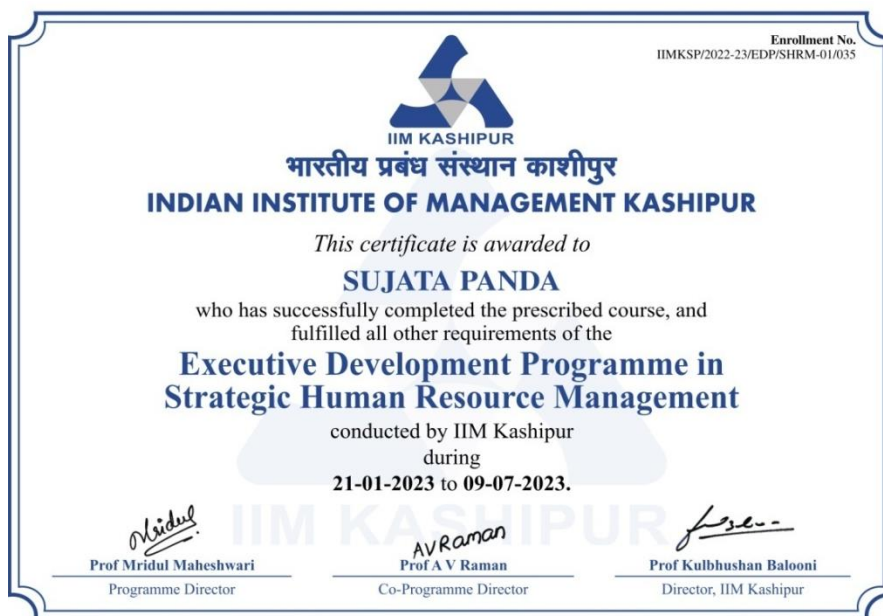 Enrollment No.
IIMKSP/2022-23/EDP/SHRM-01/035
IIM KASHIPUR
भारतीय प्रबंध संस्थान काशीपुर
INDIAN INSTITUTE OF MANAGEMENT KASHIPUR
This certificate is awarded to
SUJATA PANDA
who has successfully completed the prescribed course, and
fulfilled all other requirements of the
Executive Development Programme in
Strategic Human Resource Management
conducted by IIM Kashipur
during
21-01-2023 to 09-07-2023.
IIM KASHIPUR
Mridul
AVRaman
Prof Mridul Maheshwari
Prof A V Raman
Prof Kulbhushan Balooni
Programme Director
Co-Programme Director
Director, IIM Kashipur